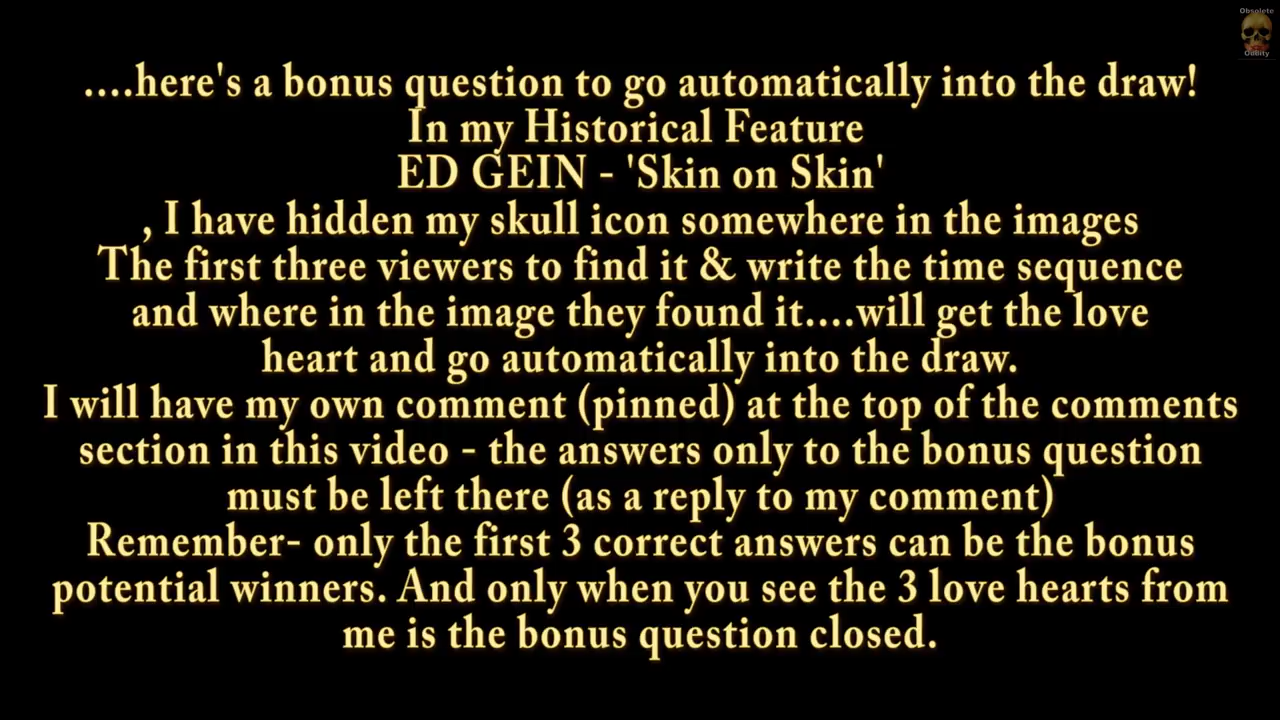 Obsolete
Oddity
....here's a bonus question to go automatically into the draw!
In my Historical Feature
ED GEIN - 'Skin on Skin'
, I have hidden my skull icon somewhere in the images
The first three viewers to find it & write the time sequence
and where in the image they found it....will get the love
heart and go automatically into the draw.
I will have my own comment (pinned) at the top of the comments
section in this video - the answers only to the bonus question
must be left there (as a reply to my comment)
Remember- only the first 3 correct answers can be the bonus
potential winners. And only when you see the 3 love hearts from
me is the bonus question closed.